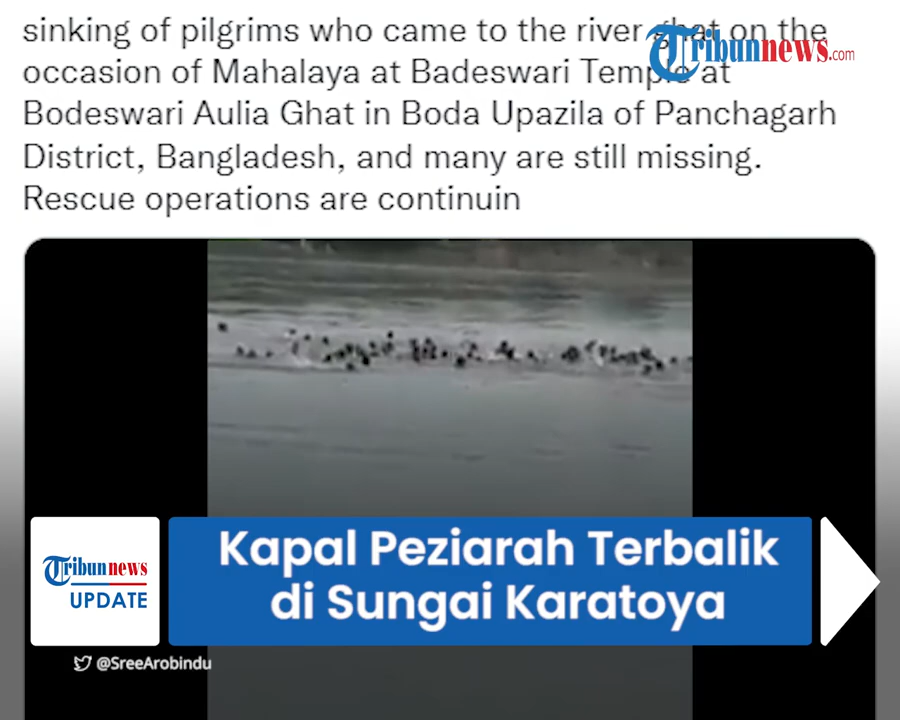 sinking of pilgrims who came to the river ghat on the
Tribunnews.com
occasion of Mahalaya at Badeswari Temple at
Bodeswari Aulia Ghat in Boda Upazila of Panchagarh
District, Bangladesh, and many are still missing.
Rescue operations are continuin
Kapal Peziarah Terbalik
di Sungai Karatoya
Tribunnews
UPDATE
@SreeArobindu